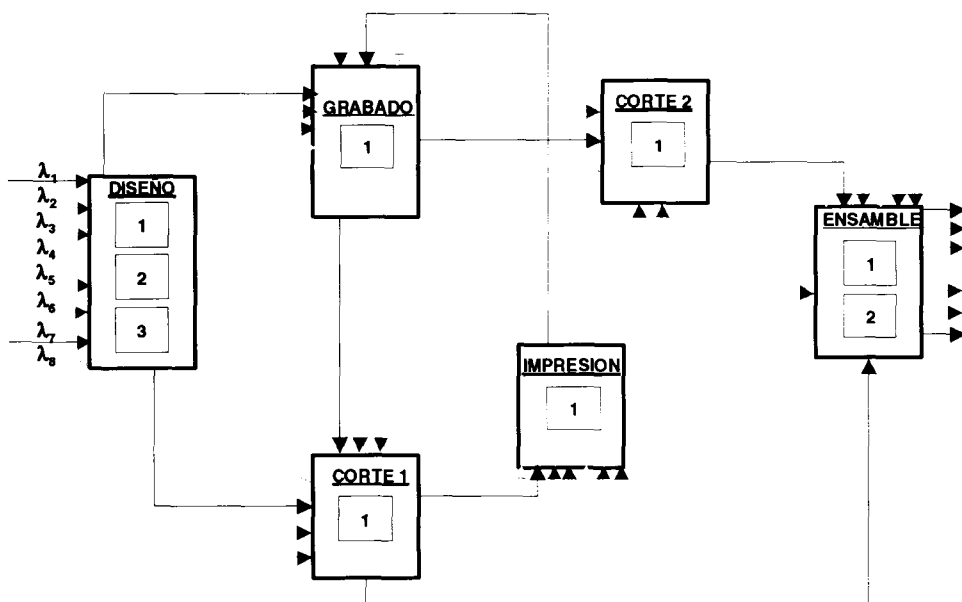 λ₁
λ₂
λ₃
λ₄
λ₅
λ₆
λ₇
λ₈
DISEÑO
1
2
3
GRABADO
1
CORTE 2
1
ENSAMBLE
1
2
IMPRESION
1
CORTE 1
1